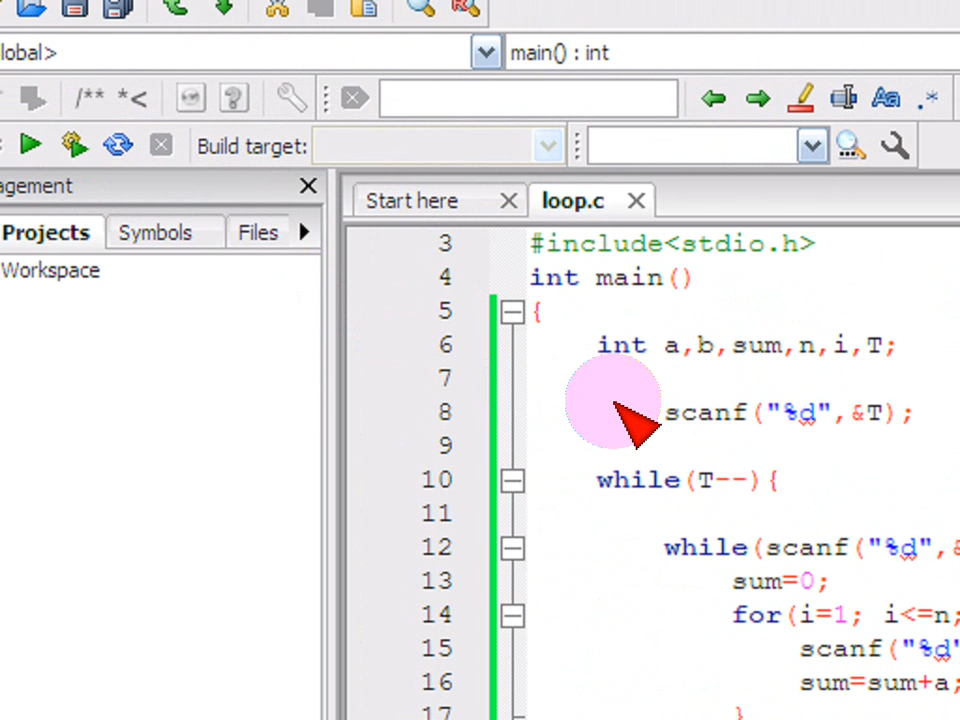 lobal>
main() : int
/** *<
Aa .*
Build target:
agement
Start here
loop.c
Projects
Symbols
Files
Workspace
3 #include<stdio.h>
4 int main()
5 {
6 int a,b,sum,n,i,T;
7
8 scanf("%d",&T);
9
10 while(T--){
11
12 while(scanf("%d",&
13 sum=0;
14 for(i=1; i<=n;
15 scanf("%d"
16 sum=sum+a;
17 }